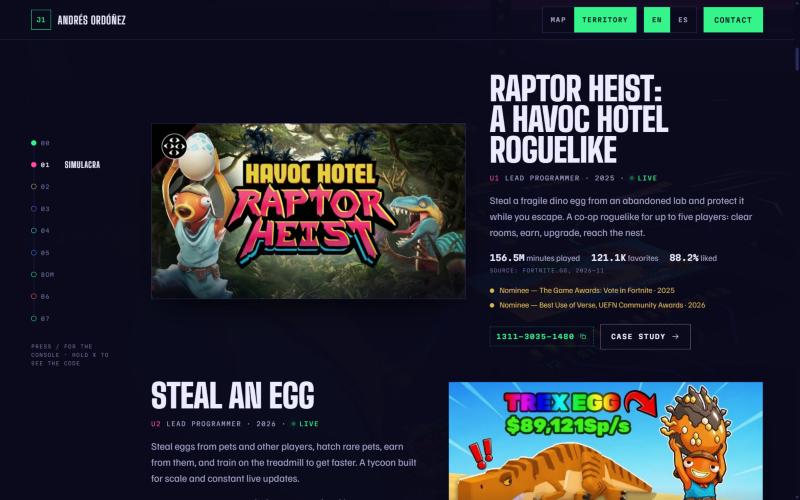 J1 ANDRÉS ORDÓÑEZ
MAP TERRITORY EN ES CONTACT
00
01 SIMULACRA
02
03
04
05
BOM
06
07
PRESS / FOR THE
CONSOLE · HOLD X TO
SEE THE CODE
HAVOC HOTEL
RAPTOR
HEIST
RAPTOR HEIST:
A HAVOC HOTEL
ROGUELIKE
U1 LEAD PROGRAMMER · 2025 · LIVE
Steal a fragile dino egg from an abandoned lab and protect it
while you escape. A co-op roguelike for up to five players: clear
rooms, earn, upgrade, reach the nest.
156.5M minutes played 121.1K favorites 88.2% liked
SOURCE: FORTNITE.GG, 2026-11
Nominee — The Game Awards: Vote in Fortnite · 2025
Nominee — Best Use of Verse, UEFN Community Awards · 2026
1311-3035-1480
CASE STUDY →
STEAL AN EGG
U2 LEAD PROGRAMMER · 2026 · LIVE
Steal eggs from pets and other players, hatch rare pets, earn
from them, and train on the treadmill to get faster. A tycoon built
for scale and constant live updates.
TREX EGG
$89,121Sp/s
!!